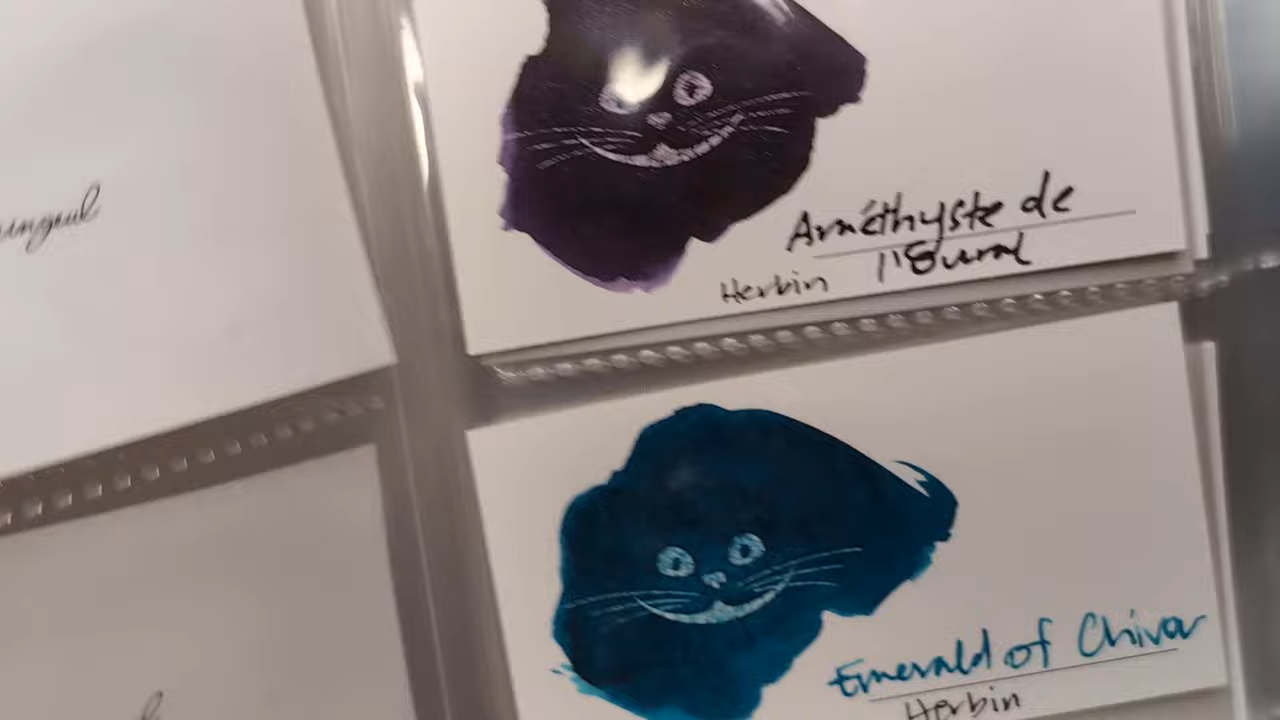 Améthyste de
l'Oural
Herbin
Emerald of Chivor
Herbin